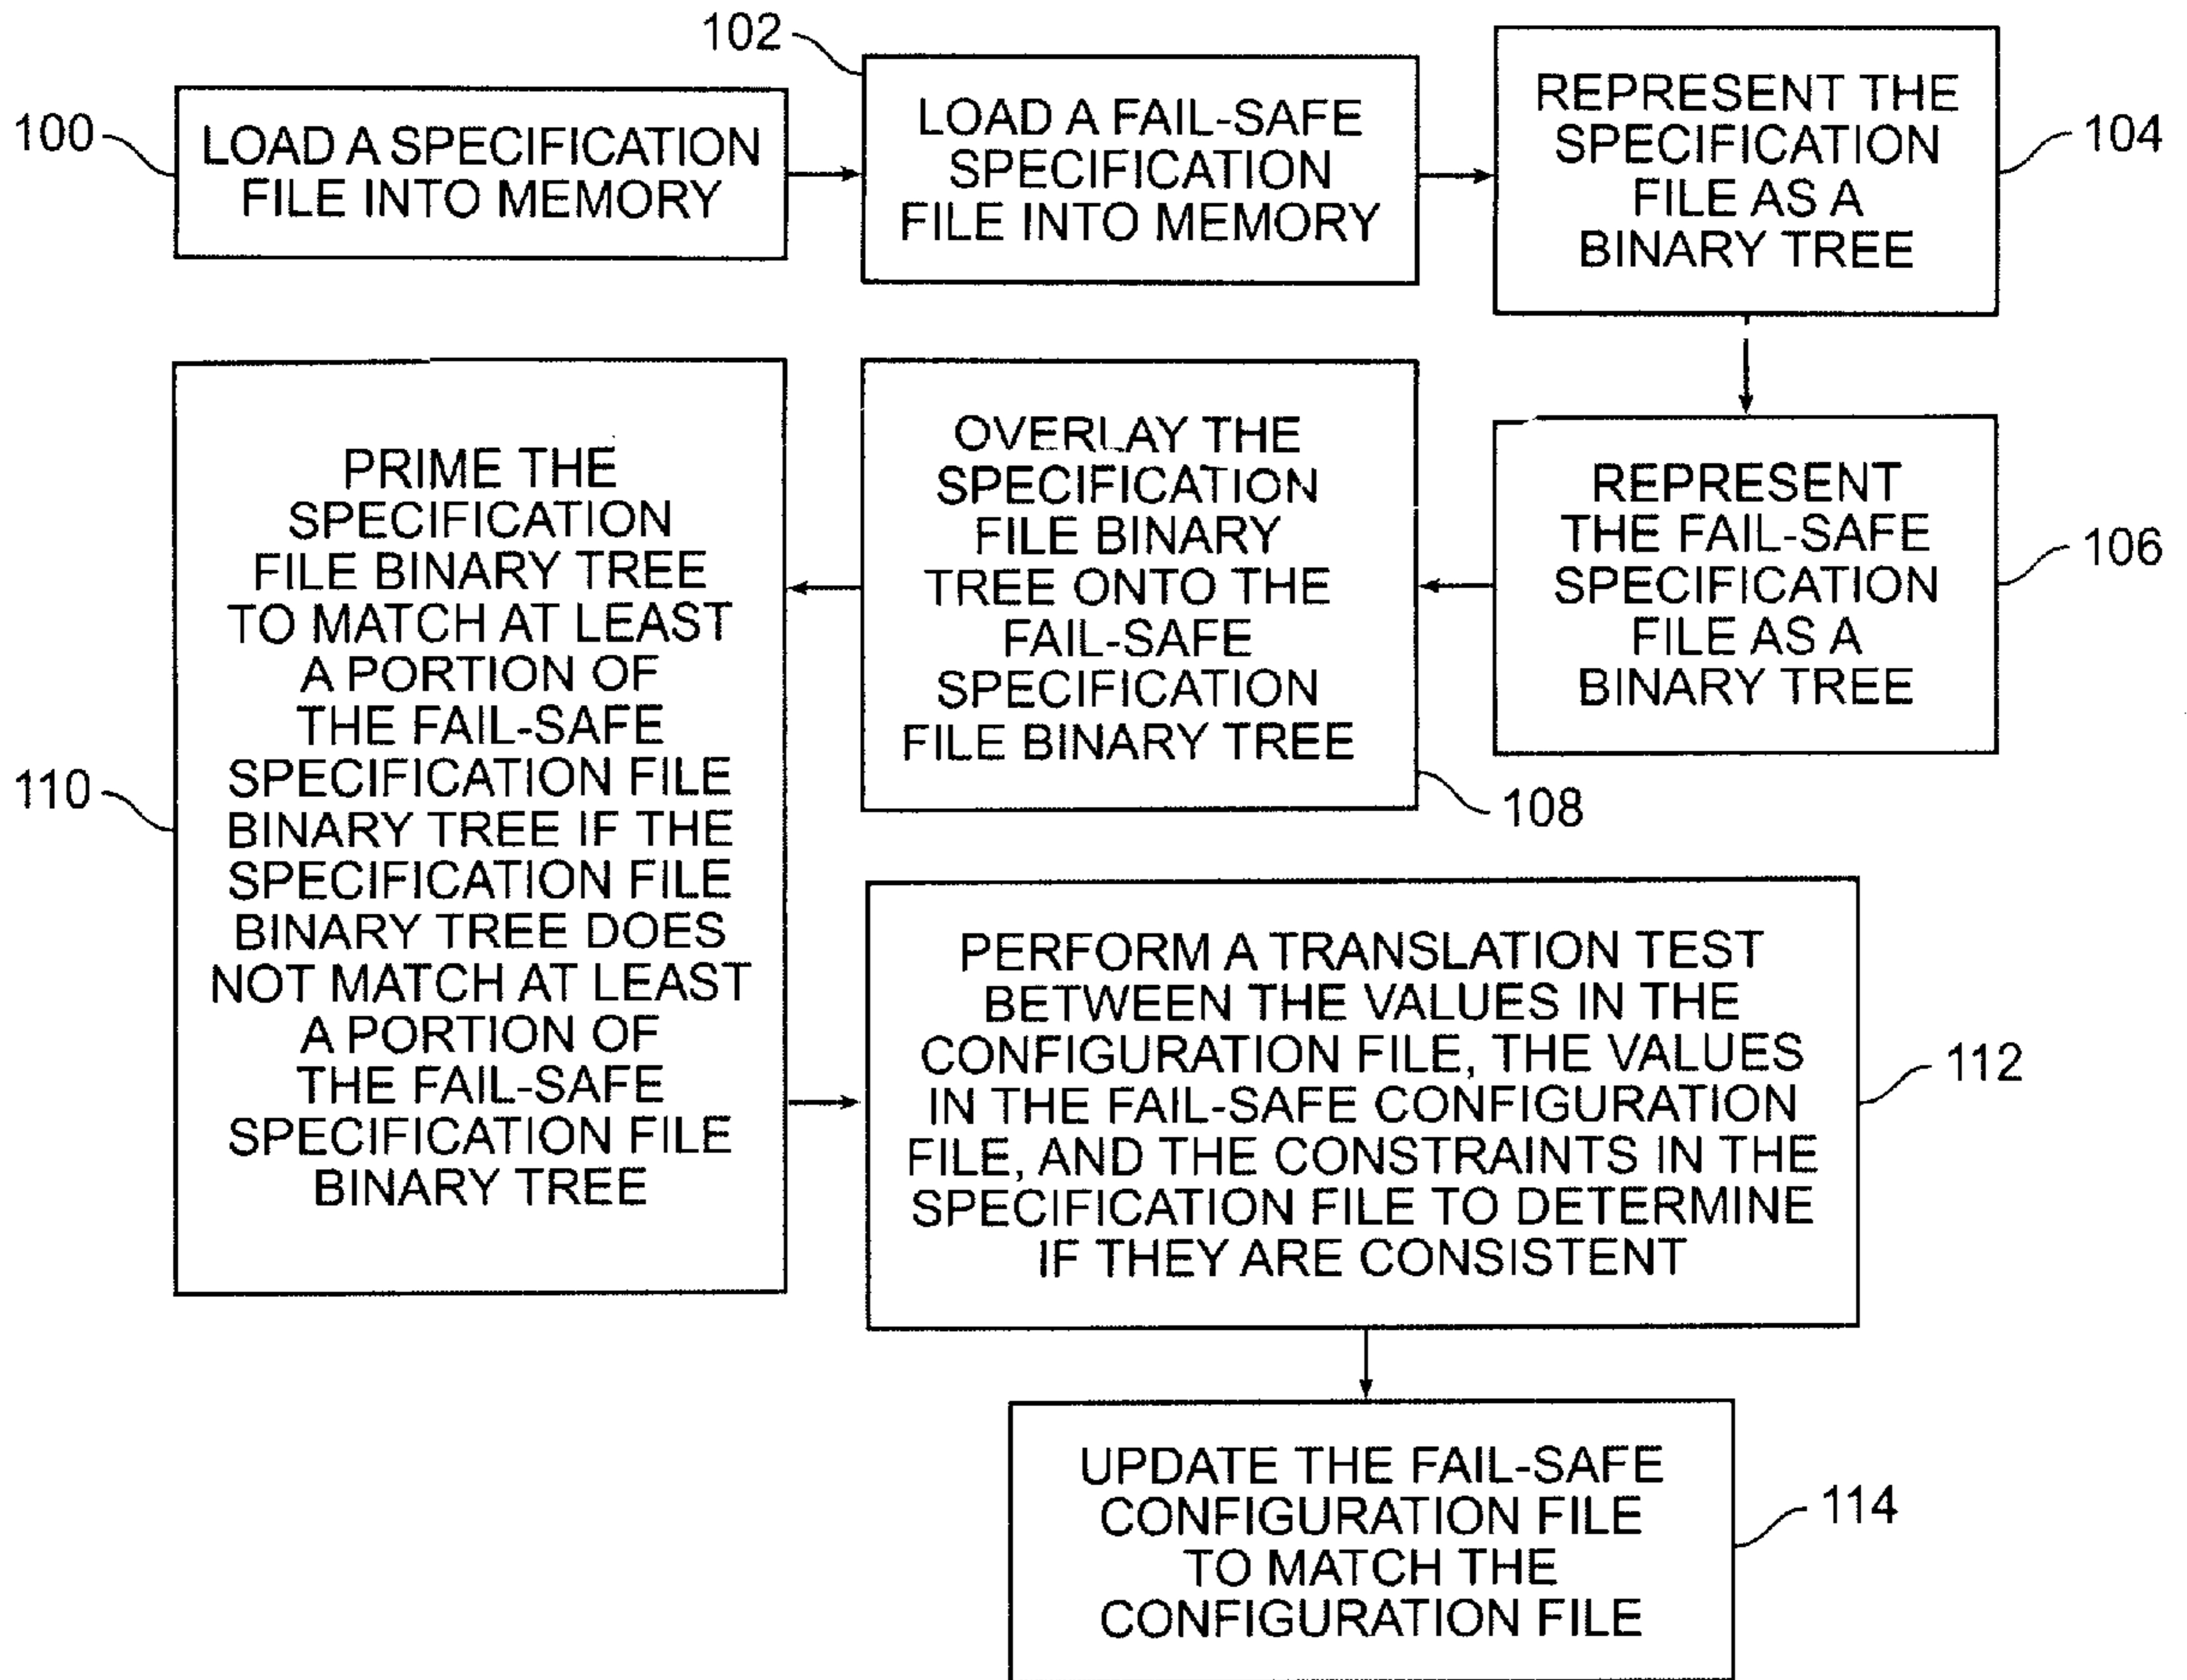 100
LOAD A SPECIFICATION
FILE INTO MEMORY
102
LOAD A FAIL-SAFE
SPECIFICATION
FILE INTO MEMORY
REPRESENT THE
SPECIFICATION
FILE AS A
BINARY TREE
104
REPRESENT
THE FAIL-SAFE
SPECIFICATION
FILE AS A
BINARY TREE
106
OVERLAY THE
SPECIFICATION
FILE BINARY
TREE ONTO THE
FAIL-SAFE
SPECIFICATION
FILE BINARY TREE
108
110
PRIME THE
SPECIFICATION
FILE BINARY TREE
TO MATCH AT LEAST
A PORTION OF
THE FAIL-SAFE
SPECIFICATION FILE
BINARY TREE IF THE
SPECIFICATION FILE
BINARY TREE DOES
NOT MATCH AT LEAST
A PORTION OF
THE FAIL-SAFE
SPECIFICATION FILE
BINARY TREE
PERFORM A TRANSLATION TEST
BETWEEN THE VALUES IN THE
CONFIGURATION FILE, THE VALUES
IN THE FAIL-SAFE CONFIGURATION
FILE, AND THE CONSTRAINTS IN THE
SPECIFICATION FILE TO DETERMINE
IF THEY ARE CONSISTENT
112
UPDATE THE FAIL-SAFE
CONFIGURATION FILE
TO MATCH THE
CONFIGURATION FILE
114